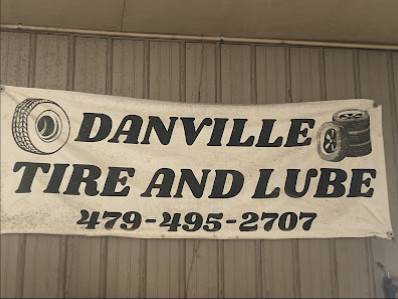 DANVILLE
TIRE AND LUBE
479-495-2707